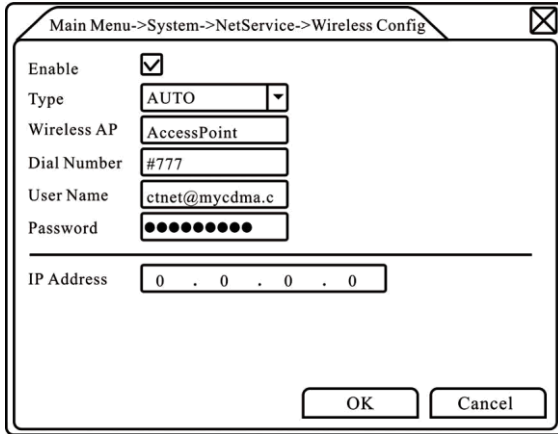 Main Menu->System->NetService->Wireless Config
Enable
Type AUTO
Wireless AP AccessPoint
Dial Number #777
User Name ctnet@mycdma.c
Password ●●●●●●●●●
IP Address 0 . 0 . 0 . 0
OK Cancel